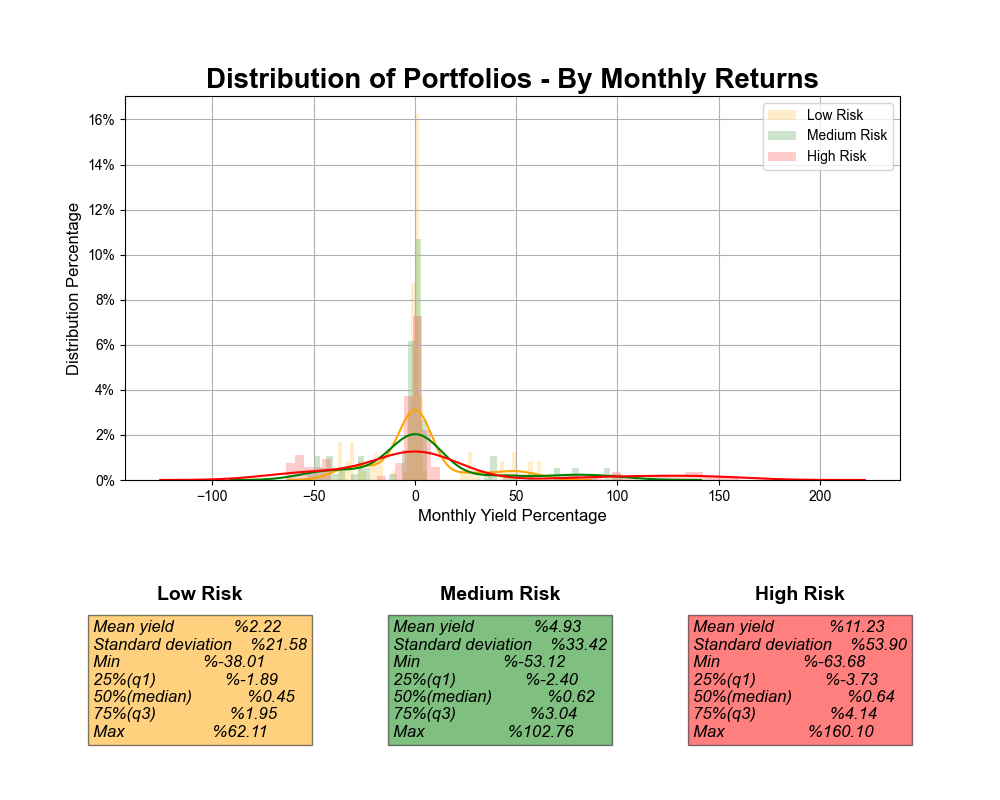 Distribution of Portfolios - By Monthly Returns
Low Risk
Medium Risk
High Risk
16%
14%
12%
10%
8%
6%
4%
2%
0%
Distribution Percentage
−100
−50
0
50
100
150
200
Monthly Yield Percentage
Low Risk
Mean yield %2.22
Standard deviation %21.58
Min %-38.01
25%(q1) %-1.89
50%(median) %0.45
75%(q3) %1.95
Max %62.11
Medium Risk
Mean yield %4.93
Standard deviation %33.42
Min %-53.12
25%(q1) %-2.40
50%(median) %0.62
75%(q3) %3.04
Max %102.76
High Risk
Mean yield %11.23
Standard deviation %53.90
Min %-63.68
25%(q1) %-3.73
50%(median) %0.64
75%(q3) %4.14
Max %160.10